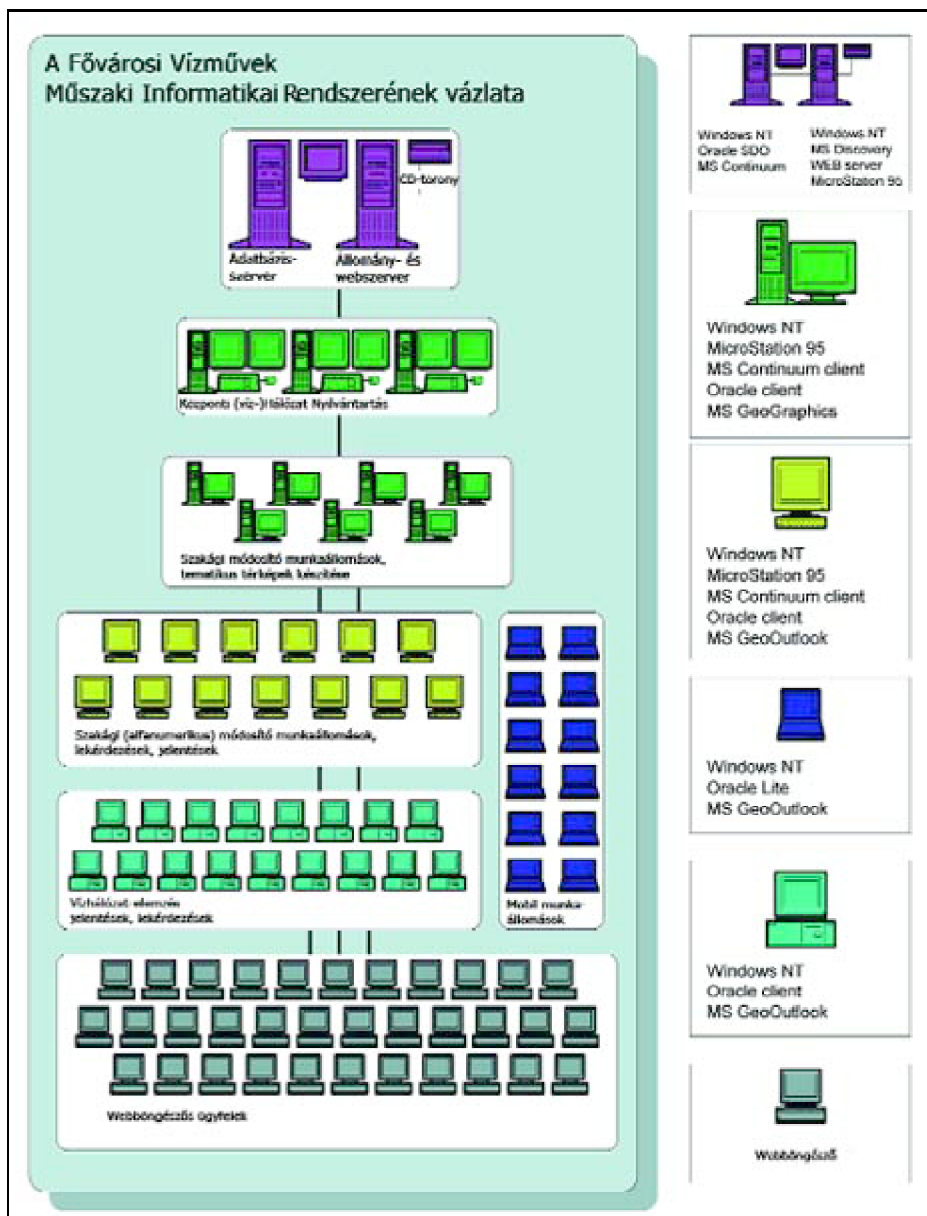 A Fővárosi Vízművek
Műszaki Informatikai Rendszerének vázlata
CD-torony
Adatbázis-
szerver
Állomány- és
webszerver
Központi (víz-)Hálózat Nyilvántartás
Szakági módosító munkaállomások,
tematikus térképek készítése
Szakági (alfanumerikus) módosító munkaállomások,
lekérdezések, jelentések
Vízhálózat elemzés
jelentések, lekérdezések
Mobil munka-
állomások
Webböngészős ügyfelek
Windows NT
Oracle SDO
MS Continuum
Windows NT
MS Discovery
WEB server
MicroStation 95
Windows NT
MicroStation 95
MS Continuum client
Oracle client
MS GeoGraphics
Windows NT
MicroStation 95
MS Continuum client
Oracle client
MS GeoOutlook
Windows NT
Oracle Lite
MS GeoOutlook
Windows NT
Oracle client
MS GeoOutlook
Webböngésző